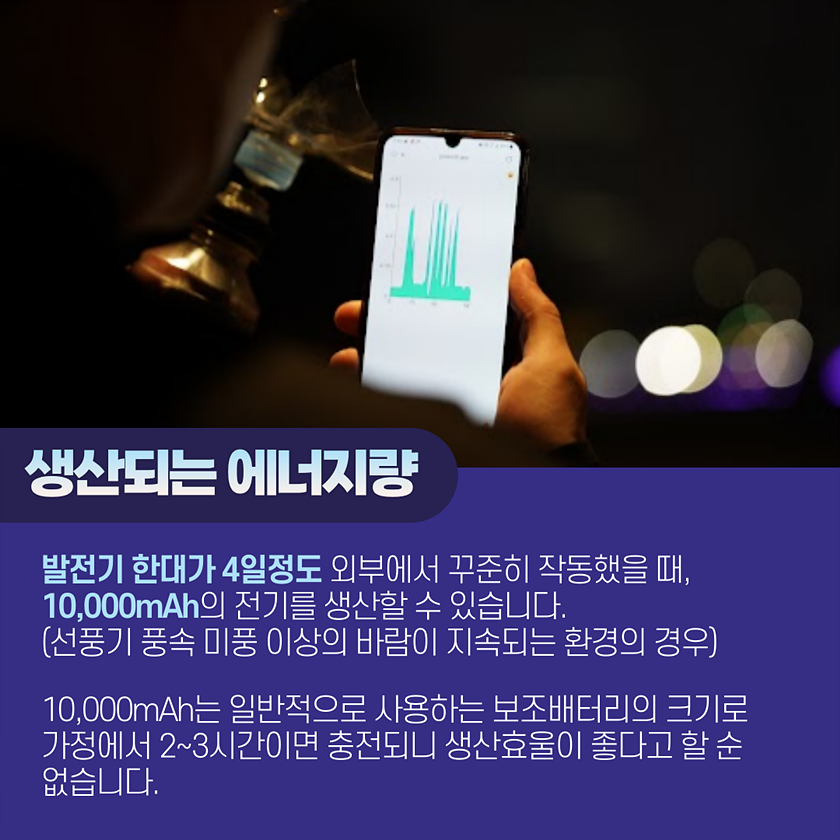 생산되는 에너지량
발전기 한대가 4일정도 외부에서 꾸준히 작동했을 때,
10,000mAh의 전기를 생산할 수 있습니다.
(선풍기 풍속 미풍 이상의 바람이 지속되는 환경의 경우)
10,000mAh는 일반적으로 사용하는 보조배터리의 크기로
가정에서 2~3시간이면 충전되니 생산효율이 좋다고 할 순
없습니다.